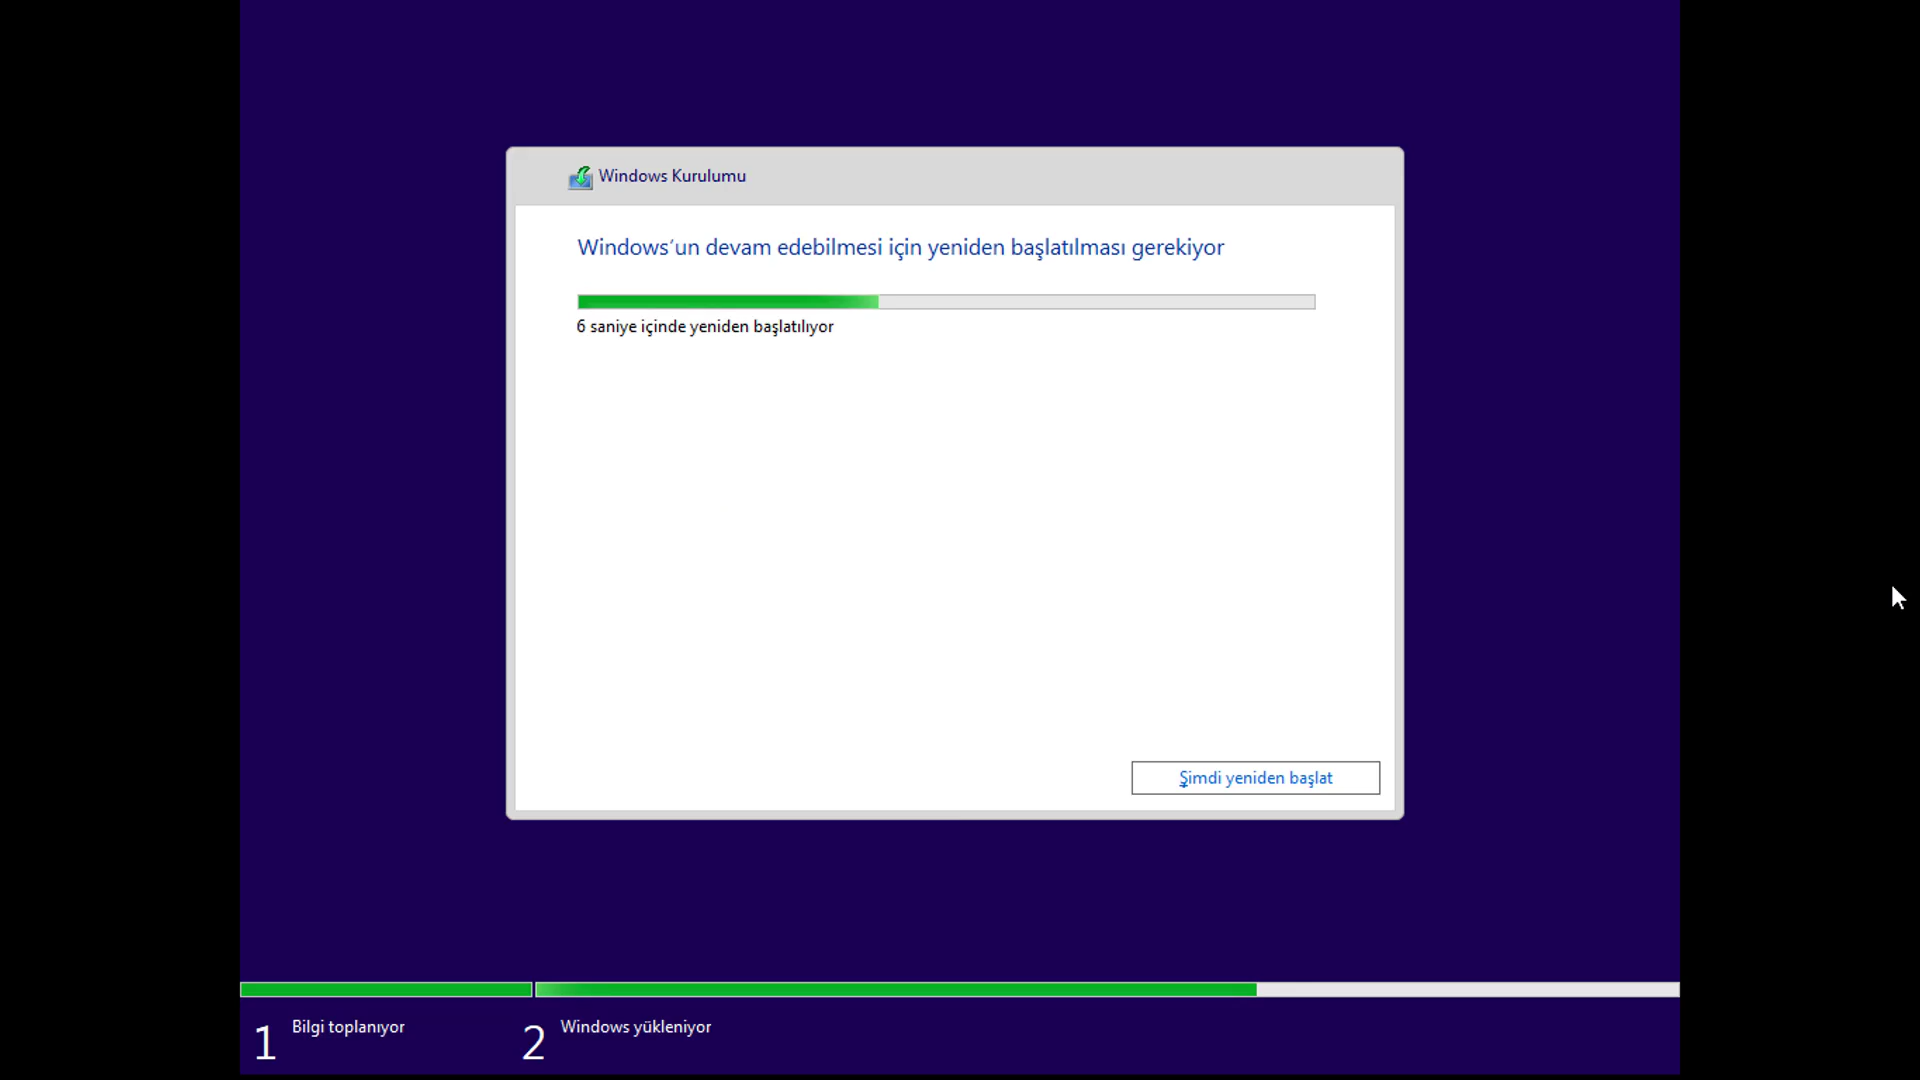 Windows Kurulumu
Windows'un devam edebilmesi için yeniden başlatılması gerekiyor
6 saniye içinde yeniden başlatılıyor
Şimdi yeniden başlat
1 Bilgi toplanıyor
2 Windows yükleniyor